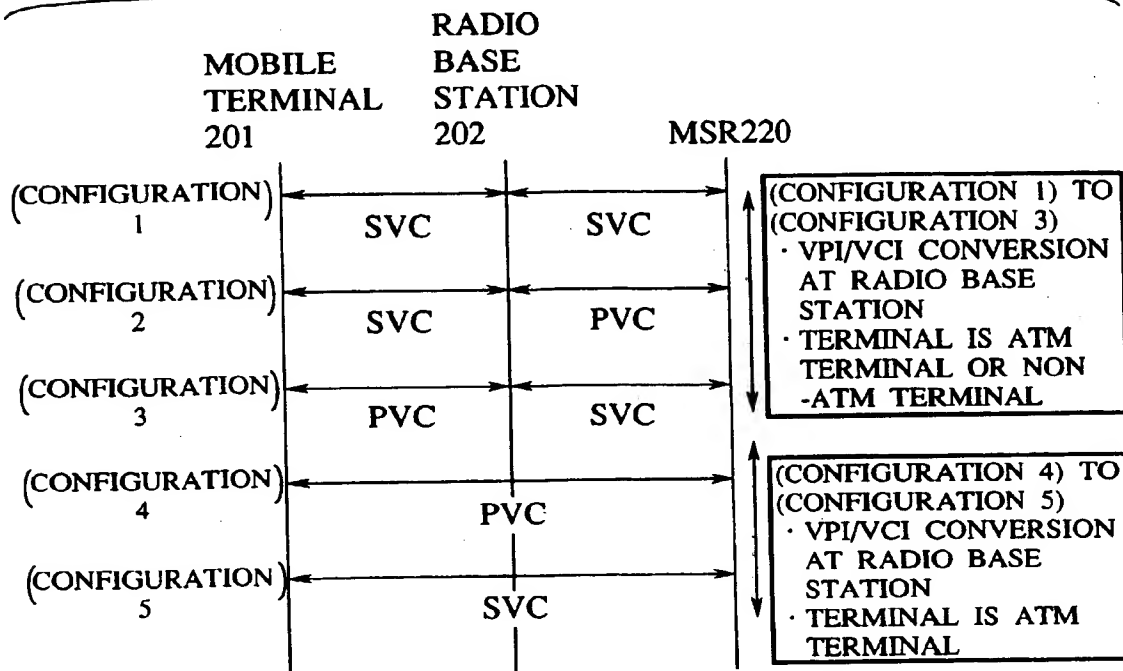 MOBILE
TERMINAL
201
RADIO
BASE
STATION
202
MSR220
(CONFIGURATION)
1
SVC
SVC
(CONFIGURATION)
2
SVC
PVC
(CONFIGURATION)
3
PVC
SVC
(CONFIGURATION)
4
PVC
(CONFIGURATION)
5
SVC
(CONFIGURATION 1) TO
(CONFIGURATION 3)
· VPI/VCI CONVERSION
AT RADIO BASE
STATION
· TERMINAL IS ATM
TERMINAL OR NON
-ATM TERMINAL
(CONFIGURATION 4) TO
(CONFIGURATION 5)
· VPI/VCI CONVERSION
AT RADIO BASE
STATION
· TERMINAL IS ATM
TERMINAL